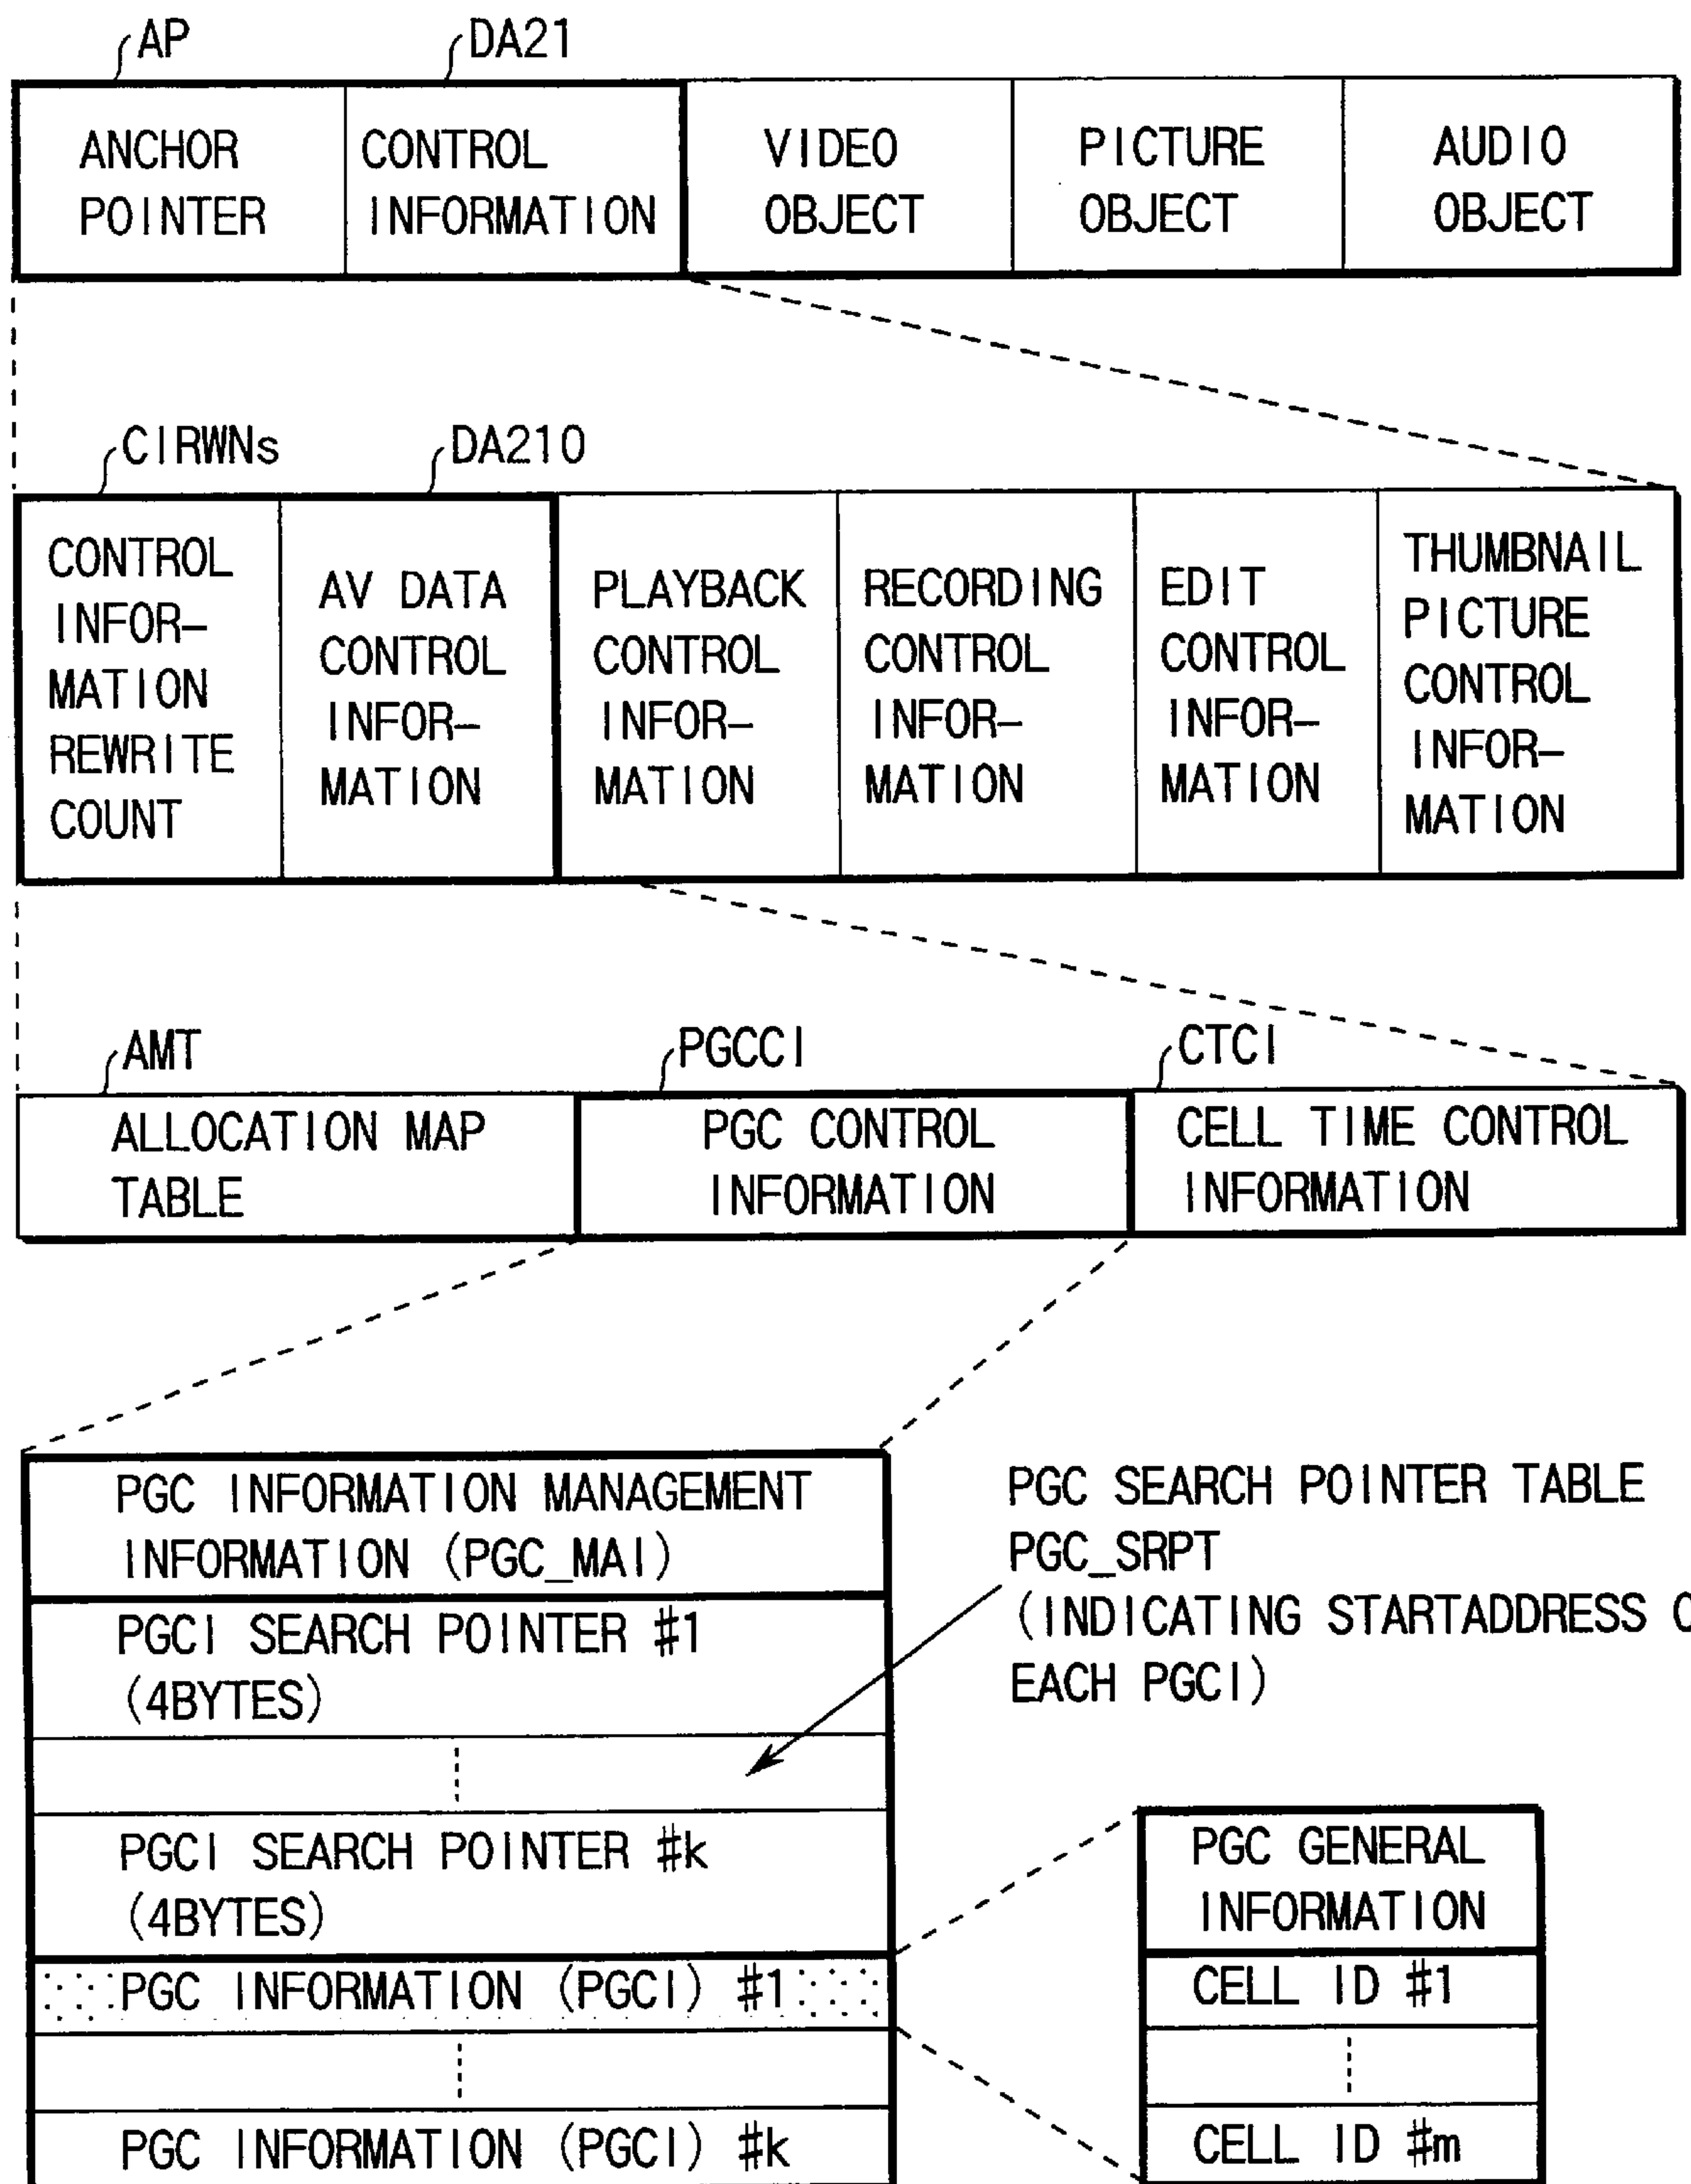 AP
DA21
ANCHOR
POINTER
CONTROL
INFORMATION
VIDEO
OBJECT
PICTURE
OBJECT
AUDIO
OBJECT
CIRWNs
DA210
CONTROL
INFOR-
MATION
REWRITE
COUNT
AV DATA
CONTROL
INFOR-
MATION
PLAYBACK
CONTROL
INFOR-
MATION
RECORDING
CONTROL
INFOR-
MATION
EDIT
CONTROL
INFOR-
MATION
THUMBNAIL
PICTURE
CONTROL
INFOR-
MATION
AMT
PGCCI
CTCI
ALLOCATION MAP
TABLE
PGC CONTROL
INFORMATION
CELL TIME CONTROL
INFORMATION
PGC INFORMATION MANAGEMENT
INFORMATION (PGC_MAI)
PGCI SEARCH POINTER #1
(4BYTES)
PGCI SEARCH POINTER #k
(4BYTES)
PGC INFORMATION (PGCI) #1
PGC INFORMATION (PGCI) #k
PGC SEARCH POINTER TABLE
PGC_SRPT
(INDICATING STARTADDRESS
EACH PGCI)
PGC GENERAL
INFORMATION
CELL ID #1
CELL ID #m